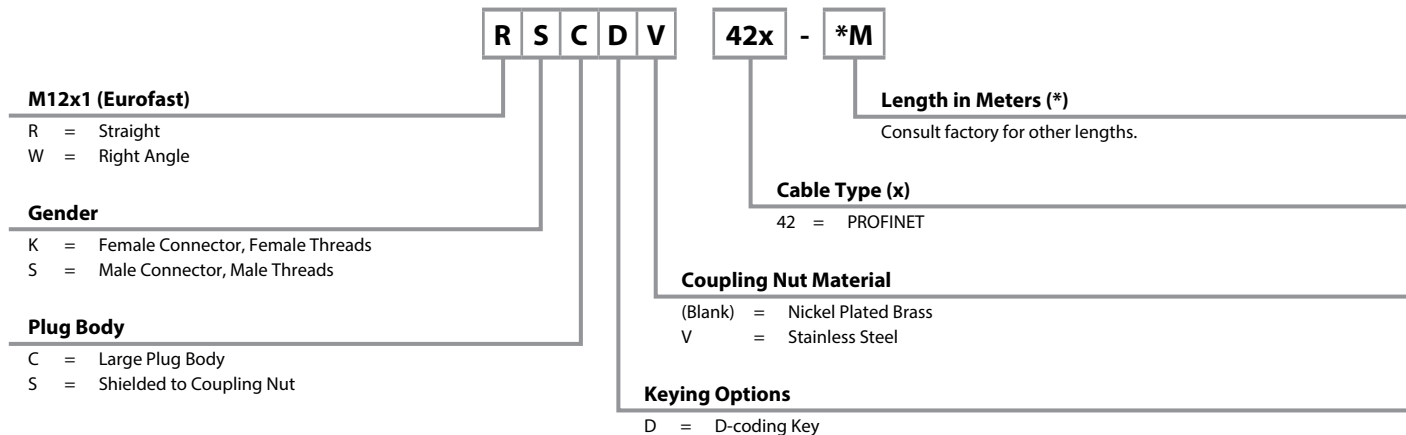 R S C D V 42x - *M
M12x1 (Eurofast)
R = Straight
W = Right Angle
Gender
K = Female Connector, Female Threads
S = Male Connector, Male Threads
Plug Body
C = Large Plug Body
S = Shielded to Coupling Nut
Length in Meters (*)
Consult factory for other lengths.
Cable Type (x)
42 = PROFINET
Coupling Nut Material
(Blank) = Nickel Plated Brass
V = Stainless Steel
Keying Options
D = D-coding Key